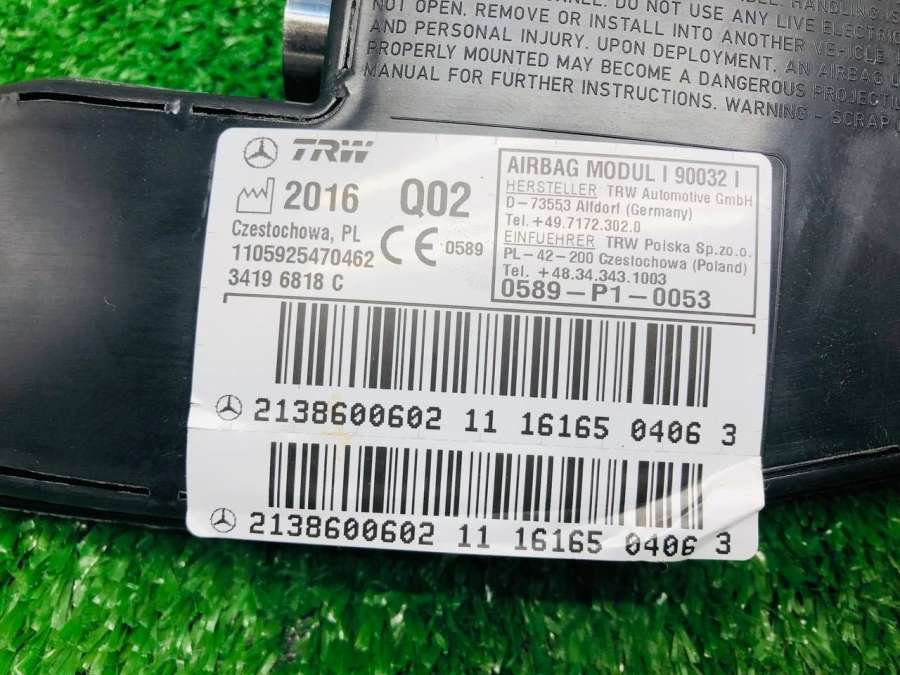 NOT OPEN, REMOVE OR INSTALL INTO ANOTHER VEHICLE
AND PERSONAL INJURY. UPON DEPLOYMENT, AN AIRBAG
PROPERLY MOUNTED MAY BECOME A DANGEROUS PROJECTIL
MANUAL FOR FURTHER INSTRUCTIONS. WARNING - SCRAP
TRW
2016 Q02
Czestochowa, PL
1105925470462
CE 0589
3419 6818 C
AIRBAG MODUL I 90032 I
HERSTELLER TRW Automotive GmbH
D-73553 Alfdorf (Germany)
Tel. +49.7172.302.0
EINFUEHRER TRW Polska Sp.zo.o.
PL-42-200 Czestochowa (Poland)
Tel. +48.34.343.1003
0589-P1-0053
2138600602 11 16165 0406 3
2138600602 11 16165 0406 3